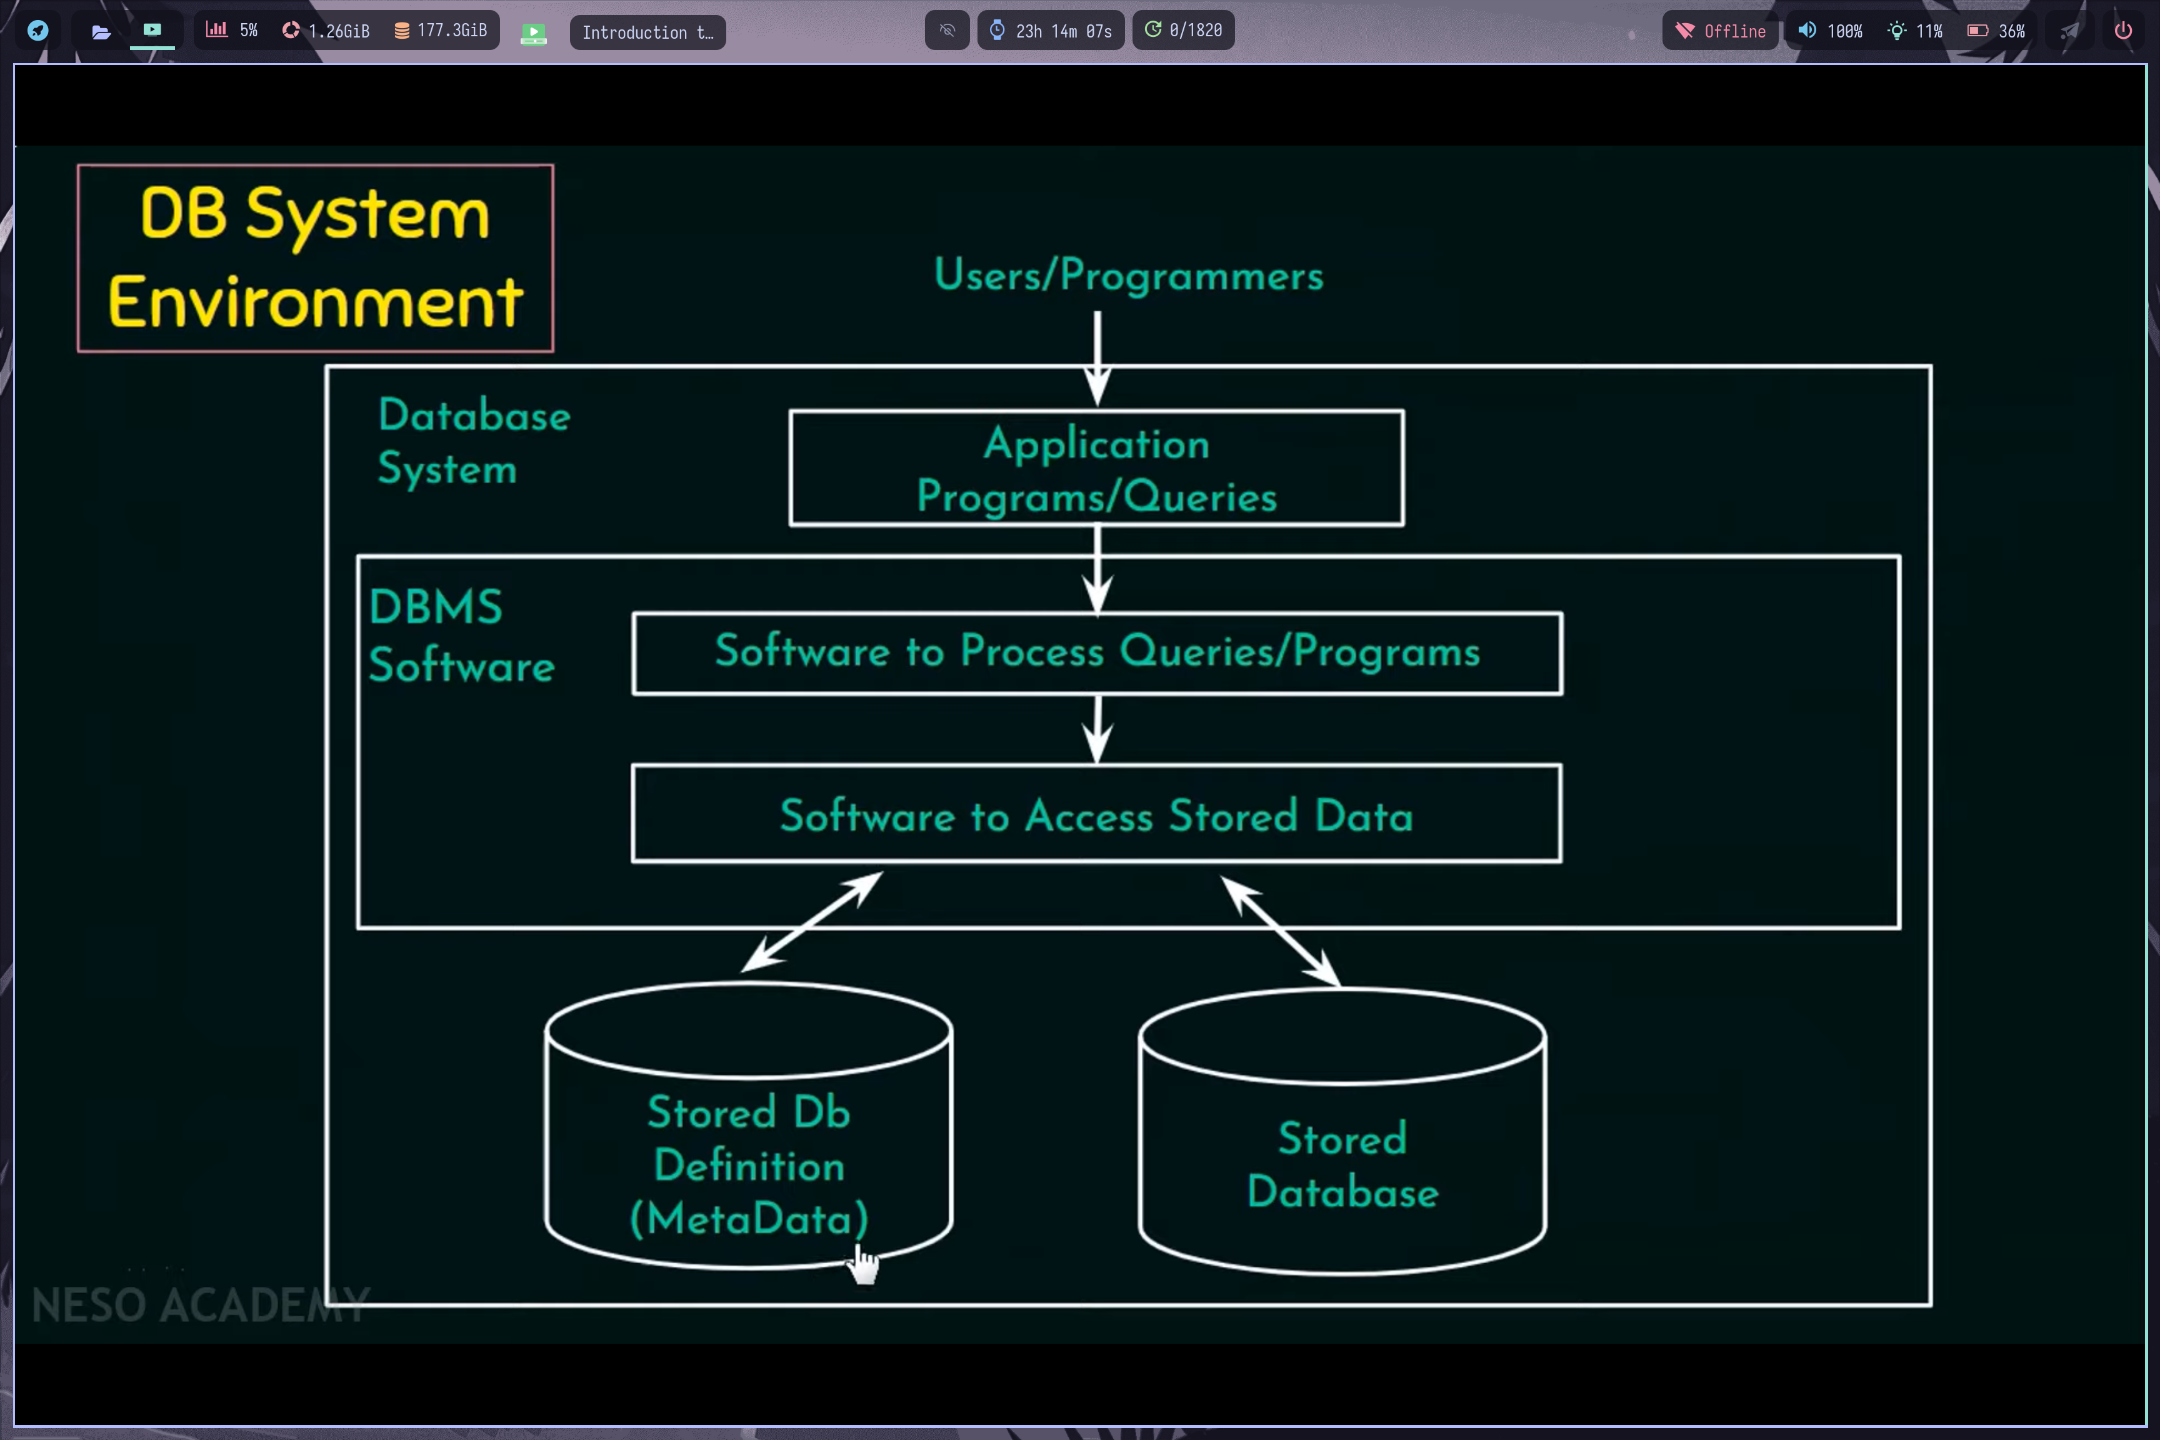 5% 1.26GiB 177.3GiB Introduction t… 23h 14m 07s 0/1820 Offline 100% 11% 36%
DB System
Environment
Users/Programmers
Database
System
Application
Programs/Queries
DBMS
Software
Software to Process Queries/Programs
Software to Access Stored Data
Stored Db
Definition
(MetaData)
Stored
Database
NESO ACADEMY